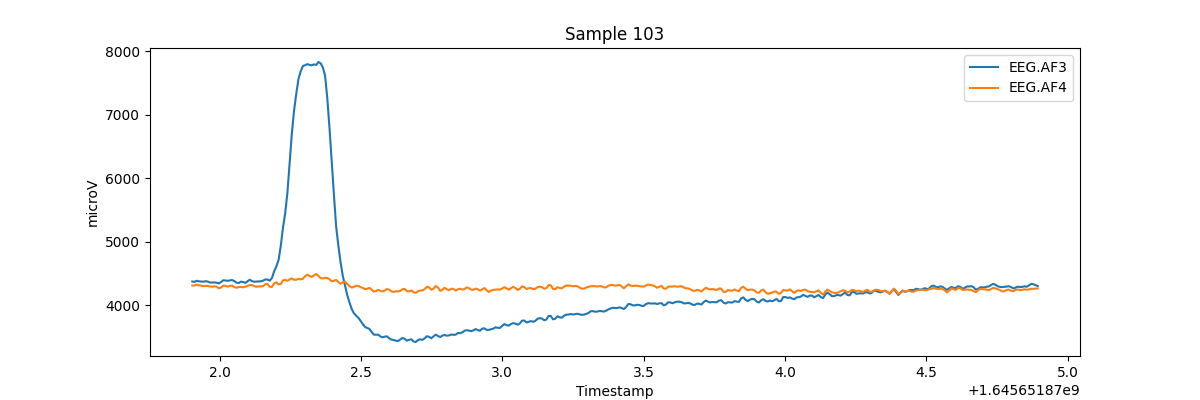 Sample 103
8000
7000
6000
5000
4000
microV
EEG.AF3
EEG.AF4
2.0 2.5 3.0 3.5 4.0 4.5 5.0
Timestamp
+1.64565187e9